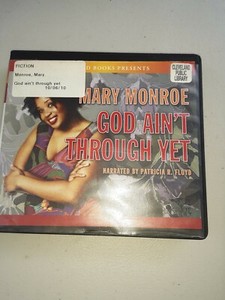 FICTION
Monroe, Mary
God ain't through yet
10/06/10
BOOKS PRESENTS
CLEVELAND
PUBLIC
LIBRARY
MARY MONROE
GOD AIN'T
THROUGH YET
NARRATED BY PATRICIA R. FLOYD